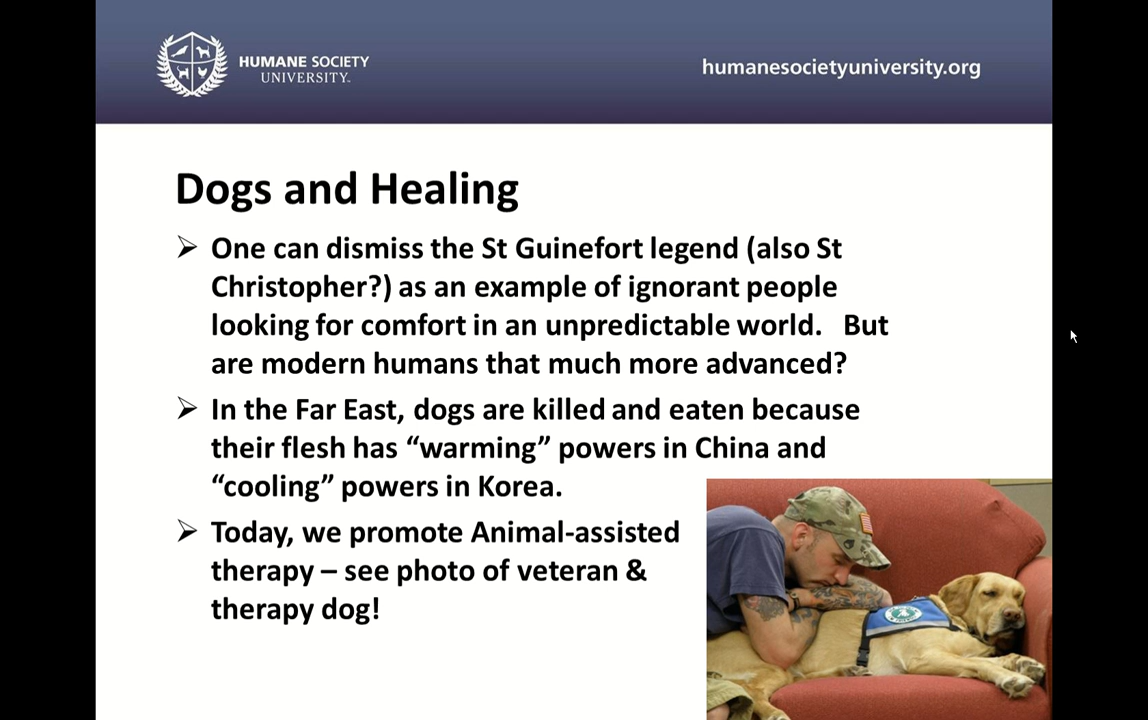 HUMANE SOCIETY
UNIVERSITY.
humanesocietyuniversity.org
Dogs and Healing
➢ One can dismiss the St Guinefort legend (also St
Christopher?) as an example of ignorant people
looking for comfort in an unpredictable world.   But
are modern humans that much more advanced?
➢ In the Far East, dogs are killed and eaten because
their flesh has “warming” powers in China and
“cooling” powers in Korea.
➢ Today, we promote Animal-assisted
therapy – see photo of veteran &
therapy dog!